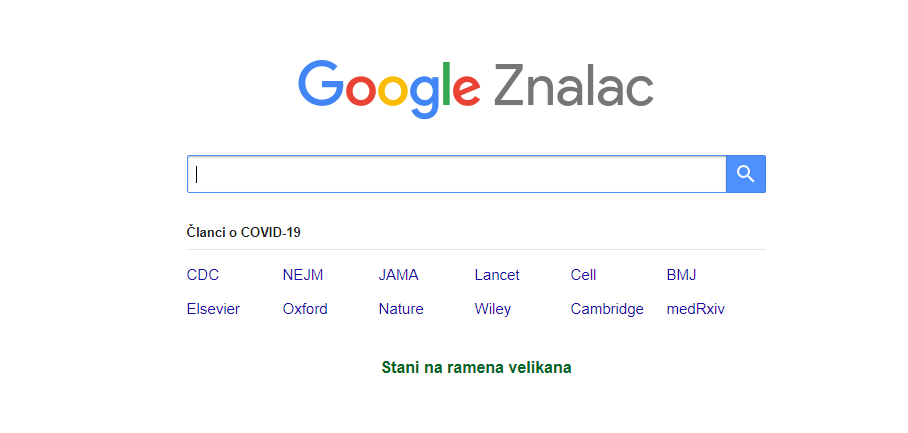 Google Znalac
Članci o COVID-19
CDC NEJM JAMA Lancet Cell BMJ
Elsevier Oxford Nature Wiley Cambridge medRxiv
Stani na ramena velikana